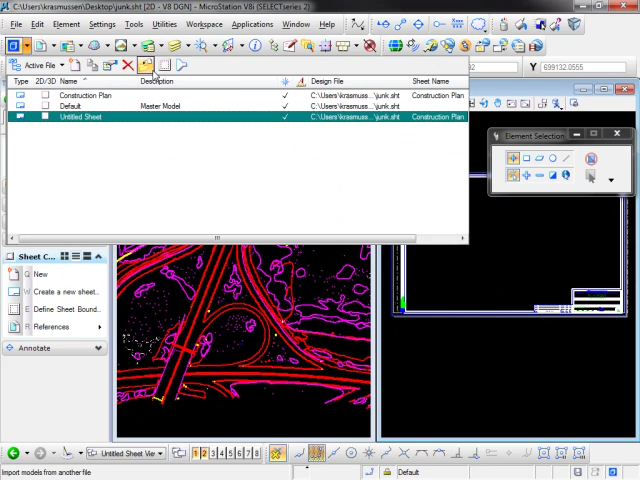 C:\Users\krasmussen\Desktop\junk.sht [2D - V8 DGN] - MicroStation V8i (SELECTseries 2)
File Element Settings Tools Utilities Workspace Applications Window Help
Active File
Y 699132.0555
Type 2D/3D Name Description Design File Sheet Name
Construction Plan C:\Users\krasmuss...\junk.sht Construction Plan
Default Master Model C:\Users\krasmuss...\junk.sht
Untitled Sheet C:\Users\krasmuss...\junk.sht Construction Plan
Element Selection
Sheet C...
Q New
W Create a new sheet...
E Define Sheet Bound...
R References
Annotate
Untitled Sheet Vie
1 2 3 4 5 6 7 8
Import models from another file
Default